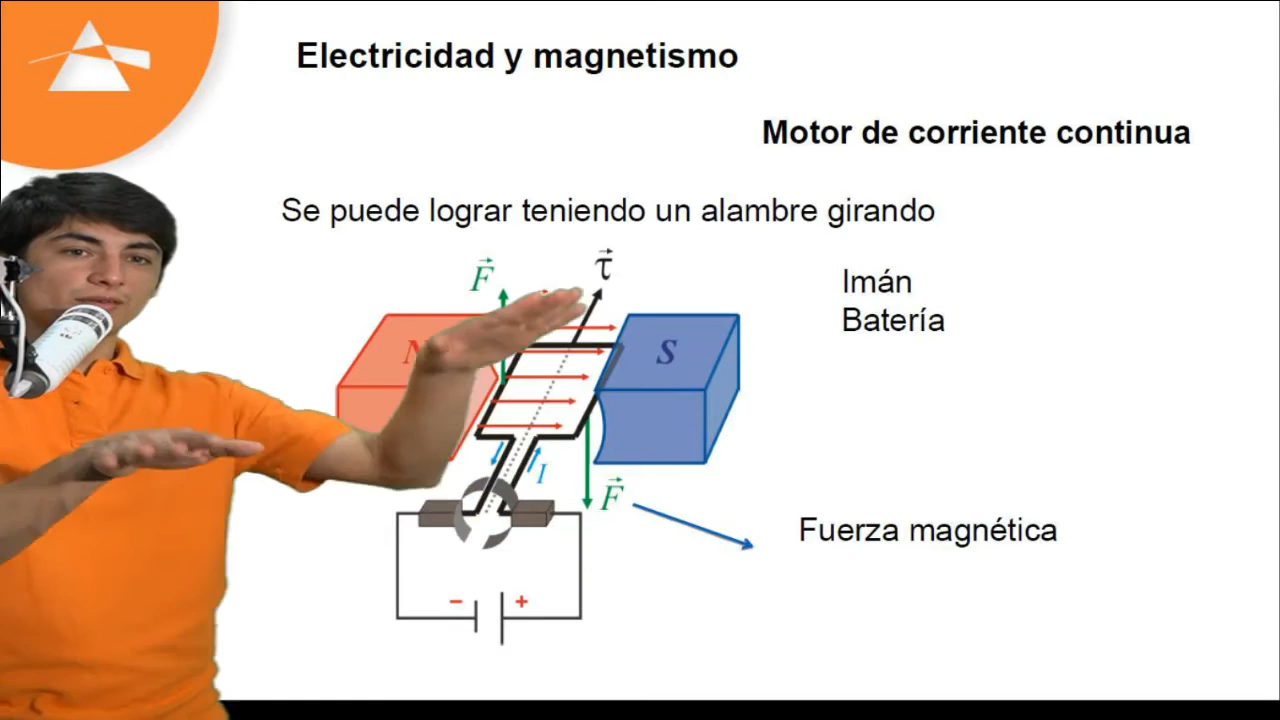 Electricidad y magnetismo
Motor de corriente continua
Se puede lograr teniendo un alambre girando
F
τ
Imán
Batería
N
S
I
F
Fuerza magnética
− +